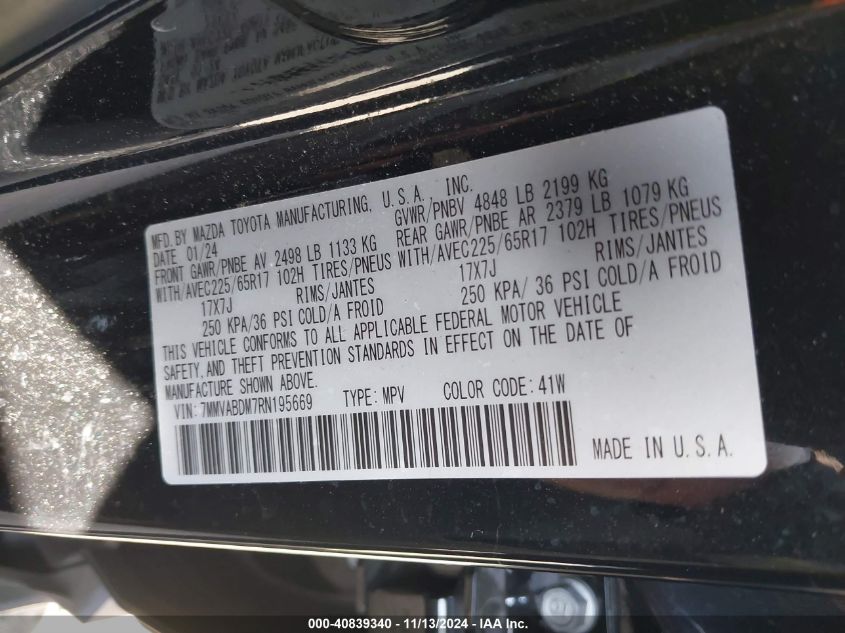 MFD. BY MAZDA TOYOTA MANUFACTURING, U.S.A., INC.
DATE 01/24 GVWR/PNBV 4848 LB 2199 KG
FRONT GAWR/PNBE AV 2498 LB 1133 KG REAR GAWR/PNBE AR 2379 LB 1079 KG
WITH/AVEC225/65R17 102H TIRES/PNEUS WITH/AVEC225/65R17 102H TIRES/PNEUS
17X7J RIMS/JANTES 17X7J RIMS/JANTES
250 KPA/36 PSI COLD/A FROID 250 KPA/ 36 PSI COLD/A FROID
THIS VEHICLE CONFORMS TO ALL APPLICABLE FEDERAL MOTOR VEHICLE
SAFETY,AND THEFT PREVENTION STANDARDS IN EFFECT ON THE DATE OF
MANUFACTURE SHOWN ABOVE.
VIN: 7MMVABDM7RN195669 TYPE: MPV COLOR CODE: 41W
MADE IN U.S.A.
000-40839340 - 11/13/2024 - IAA Inc.